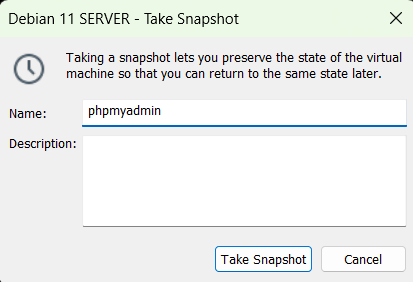 Debian 11 SERVER - Take Snapshot
Taking a snapshot lets you preserve the state of the virtual
machine so that you can return to the same state later.
Name:
phpmyadmin
Description:
Take Snapshot
Cancel